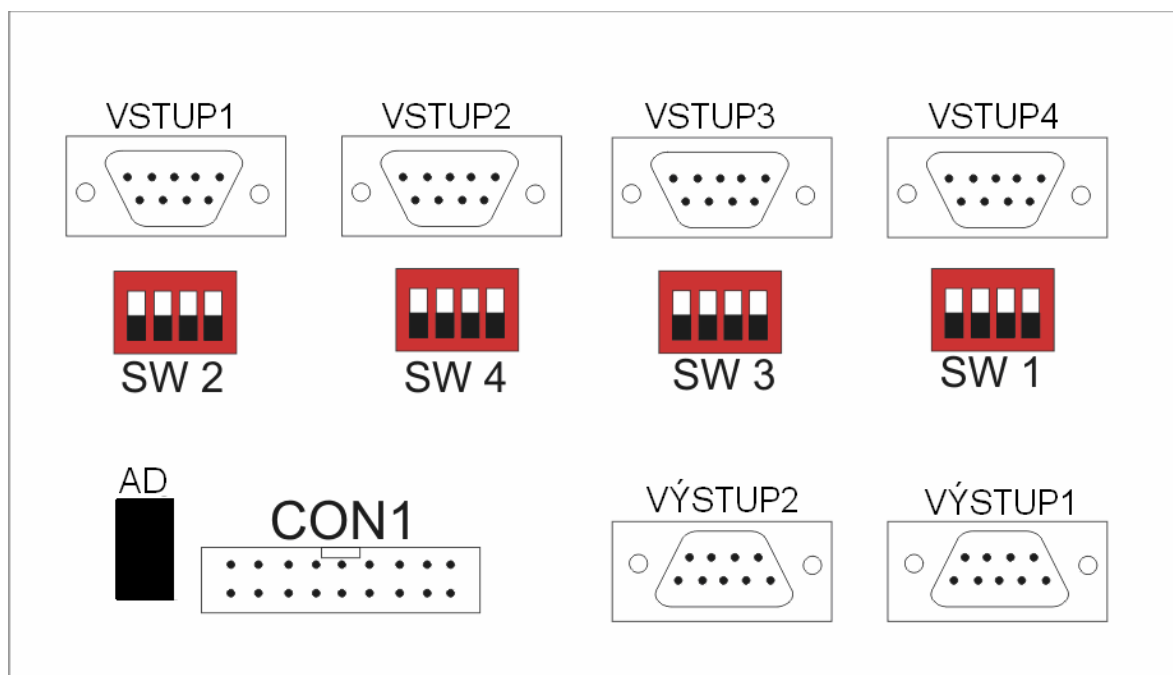 VSTUP1 VSTUP2 VSTUP3 VSTUP4
SW 2 SW 4 SW 3 SW 1
AD CON1 VÝSTUP2 VÝSTUP1